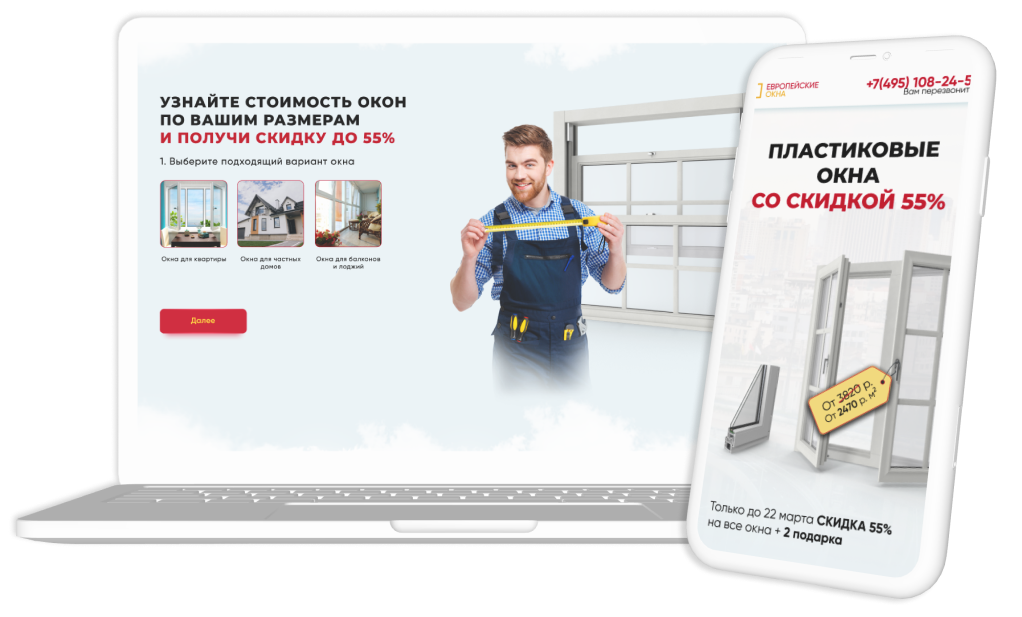 УЗНАЙТЕ СТОИМОСТЬ ОКОН
ПО ВАШИМ РАЗМЕРАМ
И ПОЛУЧИ СКИДКУ ДО 55%
1. Выберите подходящий вариант окна
Окна для квартиры
Окна для частных
домов
Окна для балконов
и лоджий
Далее
ЕВРОПЕЙСКИЕ
ОКНА
+7(495) 108-24-5
Вам перезвонит
ПЛАСТИКОВЫЕ
ОКНА
СО СКИДКОЙ 55%
От 3820 р.
От 2470 р. м²
Только до 22 марта СКИДКА 55%
на все окна + 2 подарка